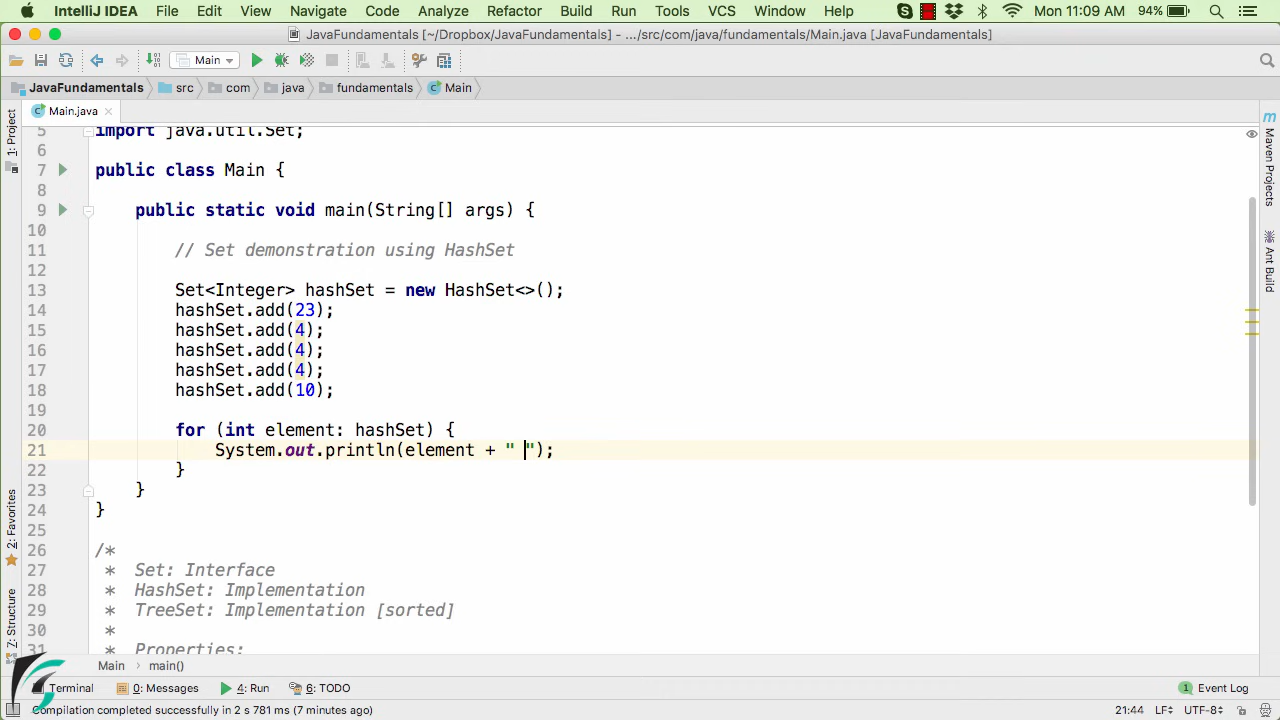 IntelliJ IDEA File Edit View Navigate Code Analyze Refactor Build Run Tools VCS Window Help Mon 11:09 AM 94%
JavaFundamentals [~/Dropbox/JavaFundamentals] - .../src/com/java/fundamentals/Main.java [JavaFundamentals]
Main
JavaFundamentals src com java fundamentals Main
Main.java
1: Project
2: Favorites
Z: Structure
Maven Projects
Ant Build
5 import java.util.Set;
6
7 public class Main {
8
9 public static void main(String[] args) {
10
11 // Set demonstration using HashSet
12
13 Set<Integer> hashSet = new HashSet<>();
14 hashSet.add(23);
15 hashSet.add(4);
16 hashSet.add(4);
17 hashSet.add(4);
18 hashSet.add(10);
19
20 for (int element: hashSet) {
21 System.out.println(element + " ");
22 }
23 }
24 }
25
26 /*
27 * Set: Interface
28 * HashSet: Implementation
29 * TreeSet: Implementation [sorted]
30 *
31 * Properties:
Main main()
Terminal 0: Messages 4: Run 6: TODO 1 Event Log
Compilation completed successfully in 2 s 781 ms (7 minutes ago) 21:44 LF UTF-8